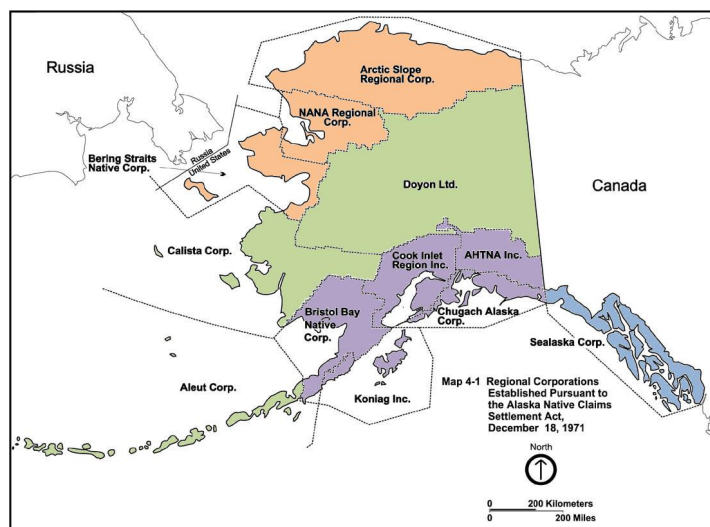 Russia
Arctic Slope
Regional Corp.
NANA Regional
Corp.
Bering Straits
Native Corp.
Russia
United States
Doyon Ltd.
Canada
Calista Corp.
Cook Inlet
Region Inc.
AHTNA Inc.
Bristol Bay
Native
Corp.
Chugach Alaska
Corp.
Sealaska Corp.
Aleut Corp.
Koniag Inc.
Map 4-1 Regional Corporations
Established Pursuant to
the Alaska Native Claims
Settlement Act,
December 18, 1971
North
0 200 Kilometers
0 200 Miles